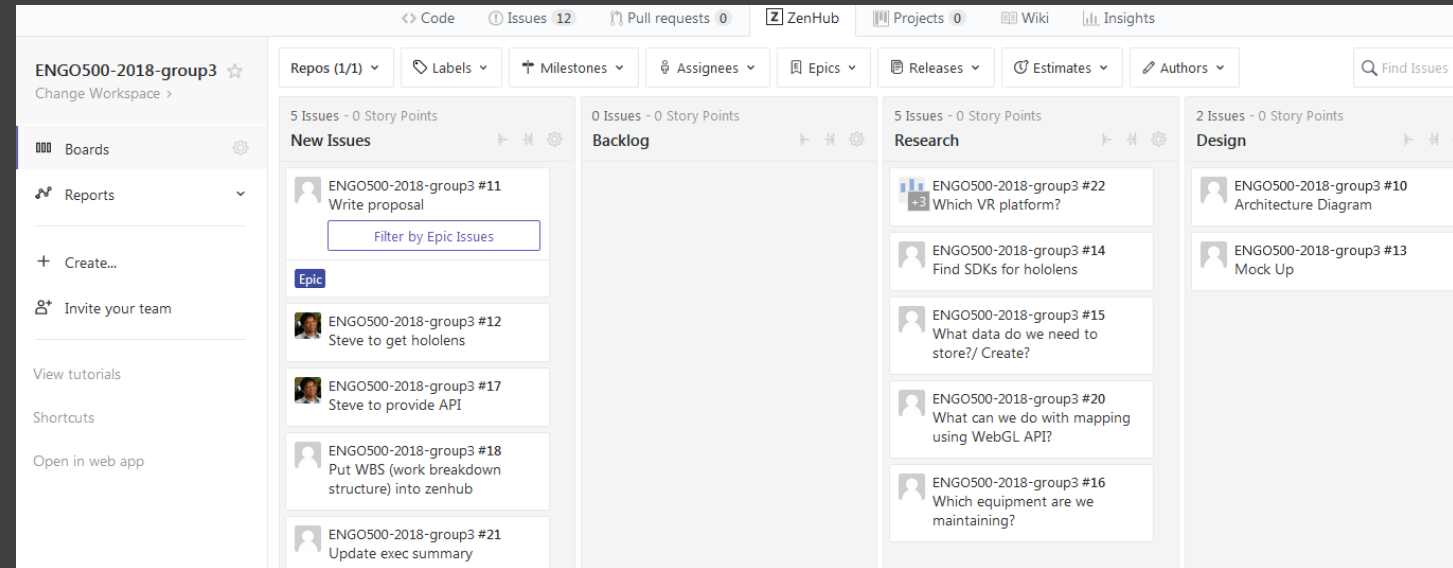 Code Issues 12 Pull requests 0 Z ZenHub Projects 0 Wiki Insights
ENGO500-2018-group3
Change Workspace >
Boards
Reports
+ Create...
Invite your team
View tutorials
Shortcuts
Open in web app
Repos (1/1) Labels Milestones Assignees Epics Releases Estimates Authors Find Issues
5 Issues - 0 Story Points
New Issues
ENGO500-2018-group3 #11
Write proposal
Filter by Epic Issues
Epic
ENGO500-2018-group3 #12
Steve to get hololens
ENGO500-2018-group3 #17
Steve to provide API
ENGO500-2018-group3 #18
Put WBS (work breakdown
structure) into zenhub
ENGO500-2018-group3 #21
Update exec summary
0 Issues - 0 Story Points
Backlog
5 Issues - 0 Story Points
Research
+3
ENGO500-2018-group3 #22
Which VR platform?
ENGO500-2018-group3 #14
Find SDKs for hololens
ENGO500-2018-group3 #15
What data do we need to
store?/ Create?
ENGO500-2018-group3 #20
What can we do with mapping
using WebGL API?
ENGO500-2018-group3 #16
Which equipment are we
maintaining?
2 Issues - 0 Story Points
Design
ENGO500-2018-group3 #10
Architecture Diagram
ENGO500-2018-group3 #13
Mock Up